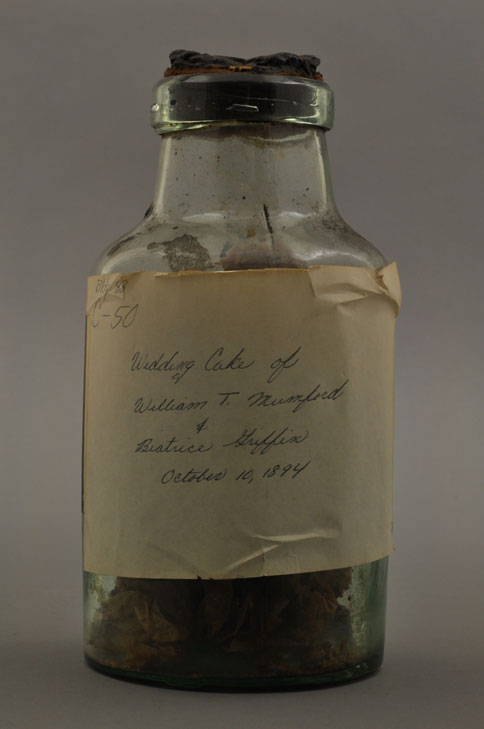 C-50
Wedding Cake of
William T. Mumford
&
Beatrice Griffin
October 10, 1894